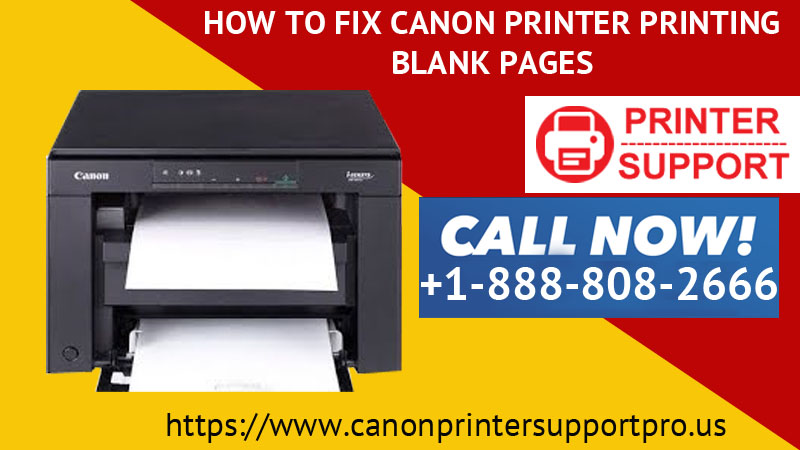 HOW TO FIX CANON PRINTER PRINTING
BLANK PAGES
PRINTER
SUPPORT
Canon
CALL NOW!
+1-888-808-2666
https://www.canonprintersupportpro.us